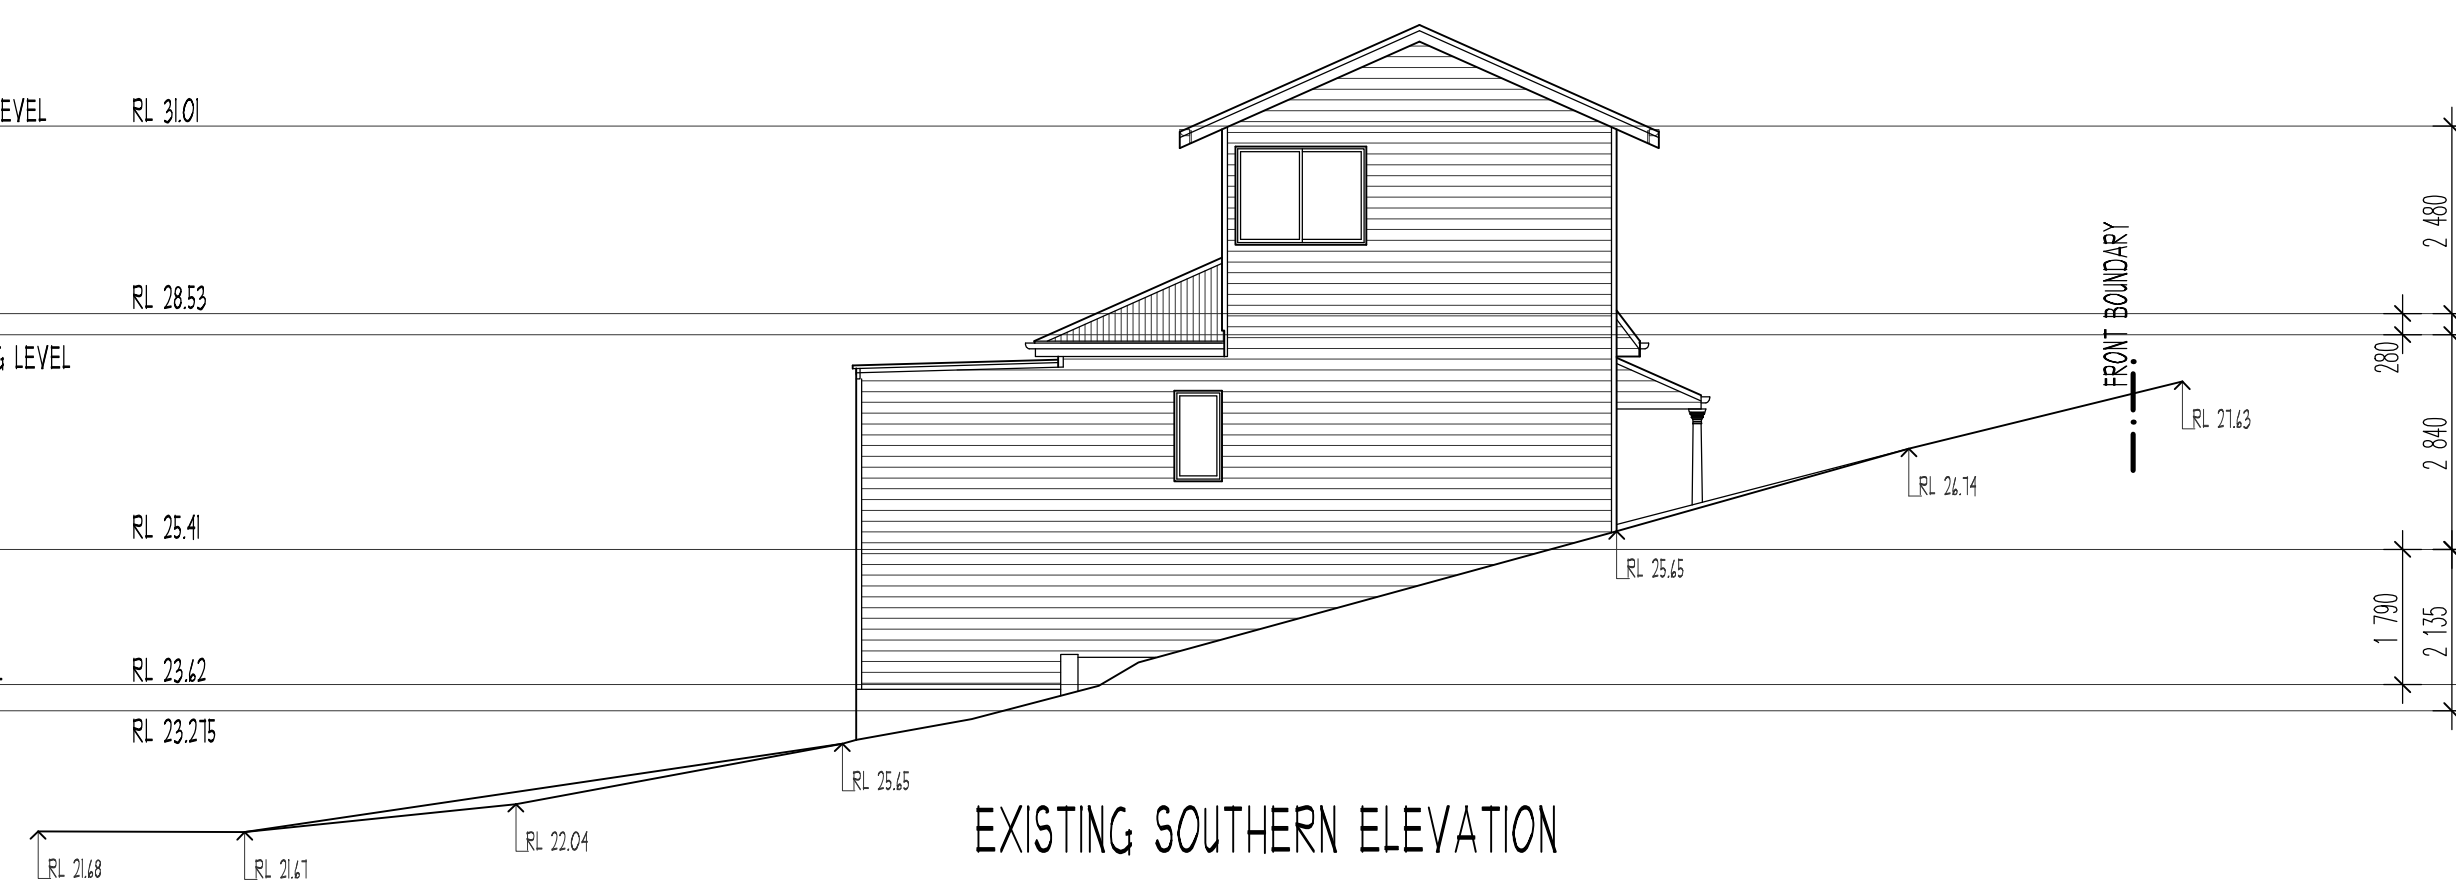 EVEL RL 31.01
2 480
FRONT BOUNDARY
RL 28.53
280
G LEVEL
RL 27.63
2 840
RL 26.74
RL 25.41
RL 25.65
1 790
2 135
RL 23.62
RL 23.275
RL 25.65
EXISTING SOUTHERN ELEVATION
RL 22.04
RL 21.68
RL 21.67